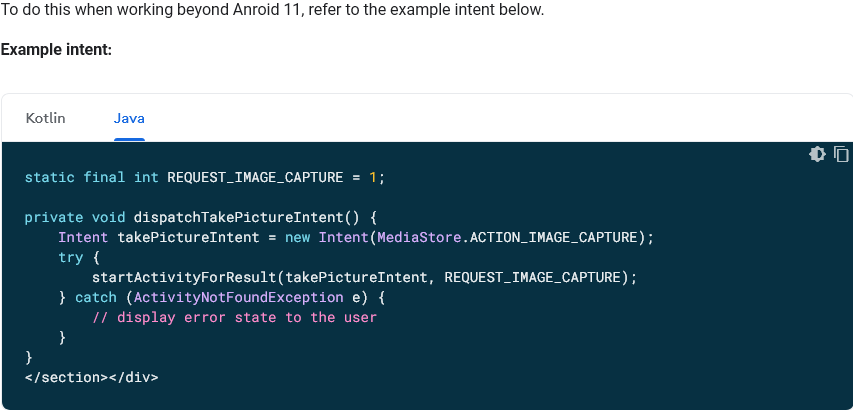 To do this when working beyond Anroid 11, refer to the example intent below.
Example intent:
Kotlin
Java
static final int REQUEST_IMAGE_CAPTURE = 1;
private void dispatchTakePictureIntent() {
    Intent takePictureIntent = new Intent(MediaStore.ACTION_IMAGE_CAPTURE);
    try {
        startActivityForResult(takePictureIntent, REQUEST_IMAGE_CAPTURE);
    } catch (ActivityNotFoundException e) {
        // display error state to the user
    }
}
</section></div>